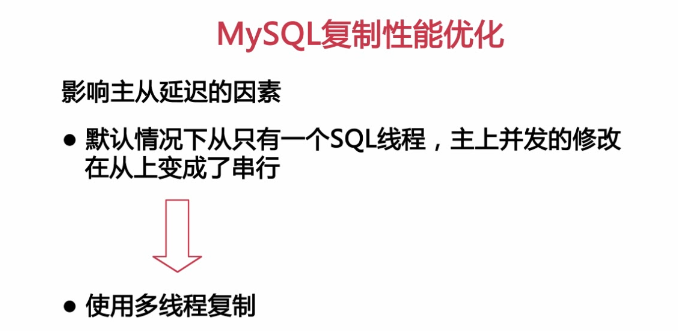 MySQL复制性能优化
影响主从延迟的因素
● 默认情况下从只有一个SQL线程，主上并发的修改
在从上变成了串行
● 使用多线程复制